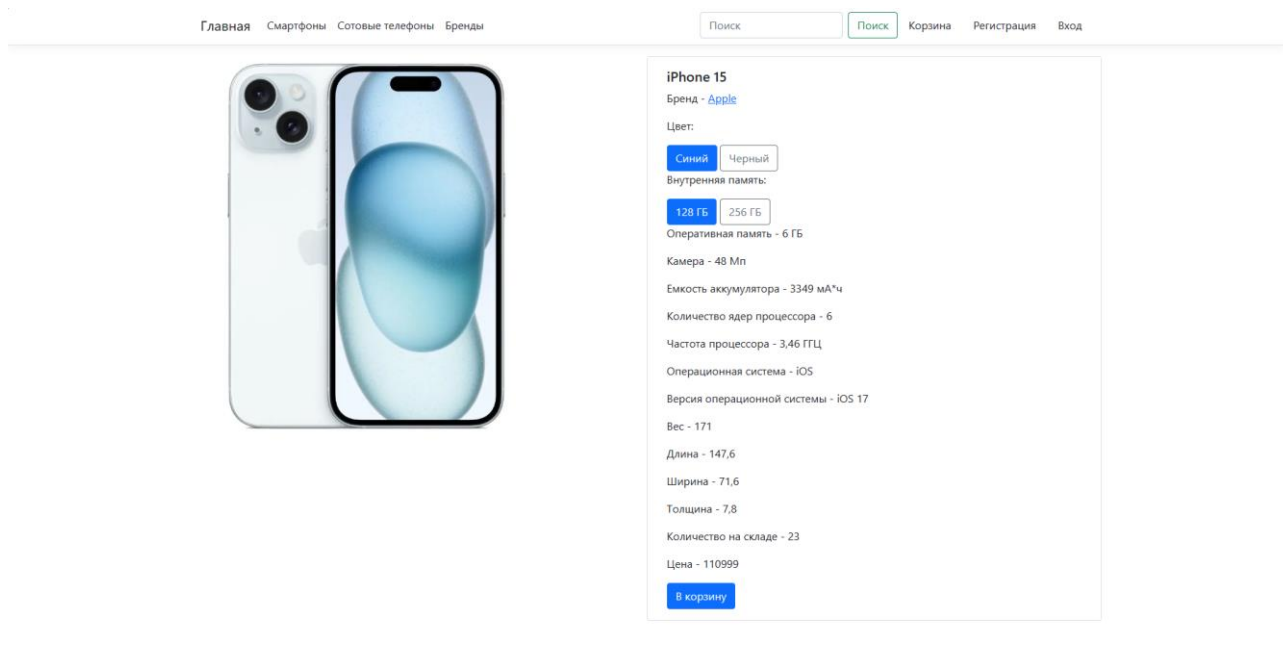 Главная Смартфоны Сотовые телефоны Бренды Поиск Поиск Корзина Регистрация Вход
iPhone 15
Бренд - Apple
Цвет:
Синий Черный
Внутренняя память:
128 ГБ 256 ГБ
Оперативная память - 6 ГБ
Камера - 48 Мп
Емкость аккумулятора - 3349 мА*ч
Количество ядер процессора - 6
Частота процессора - 3,46 ГГЦ
Операционная система - iOS
Версия операционной системы - iOS 17
Вес - 171
Длина - 147,6
Ширина - 71,6
Толщина - 7,8
Количество на складе - 23
Цена - 110999
В корзину